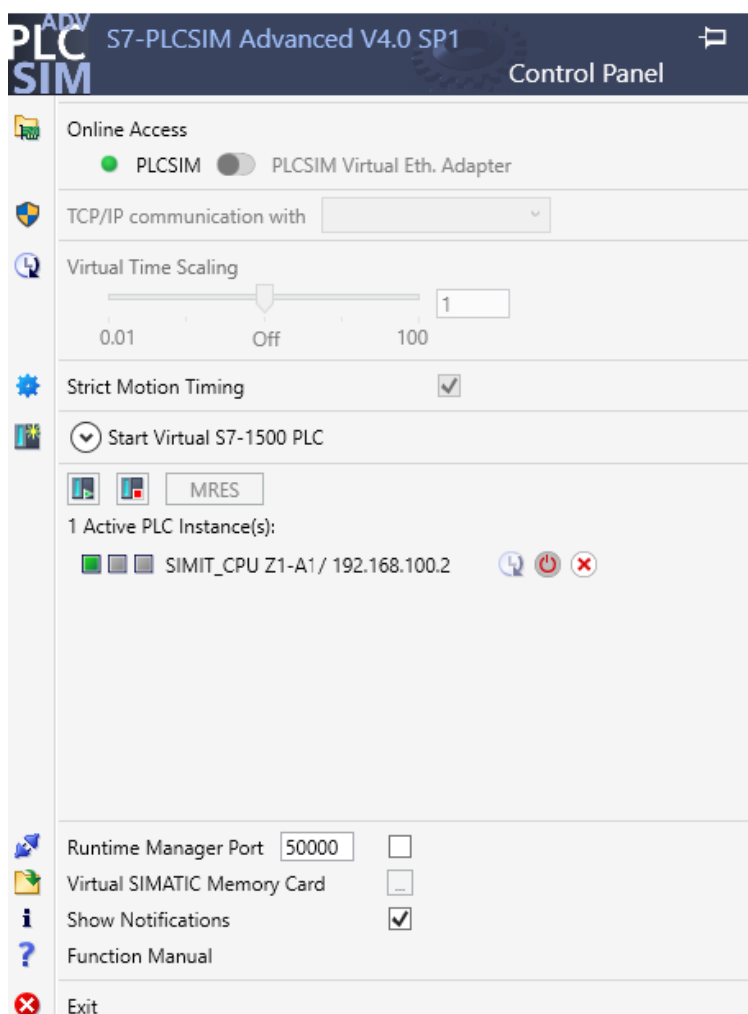 ADV
PLC
SIM
S7-PLCSIM Advanced V4.0 SP1
Control Panel
Online Access
PLCSIM PLCSIM Virtual Eth. Adapter
TCP/IP communication with
Virtual Time Scaling
1
0.01 Off 100
Strict Motion Timing
Start Virtual S7-1500 PLC
MRES
1 Active PLC Instance(s):
SIMIT_CPU Z1-A1/ 192.168.100.2
Runtime Manager Port 50000
Virtual SIMATIC Memory Card ...
Show Notifications
Function Manual
Exit